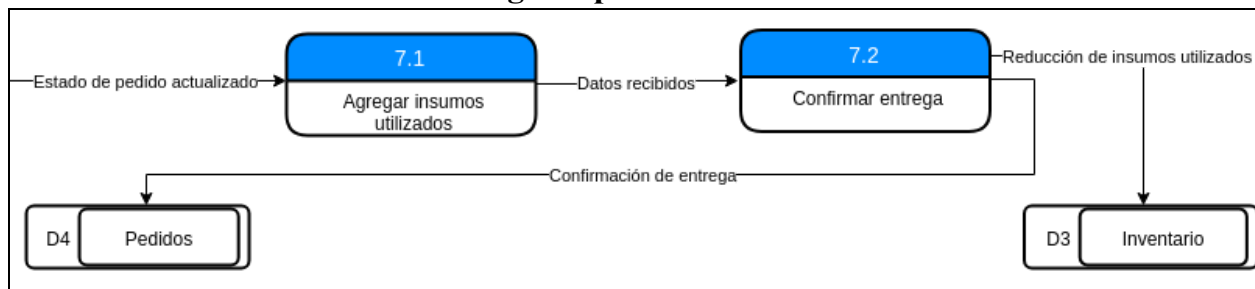 7.1
7.2
Reducción de insumos utilizados
Estado de pedido actualizado
Datos recibidos
Agregar insumos
utilizados
Confirmar entrega
Confirmación de entrega
D4
Pedidos
D3
Inventario